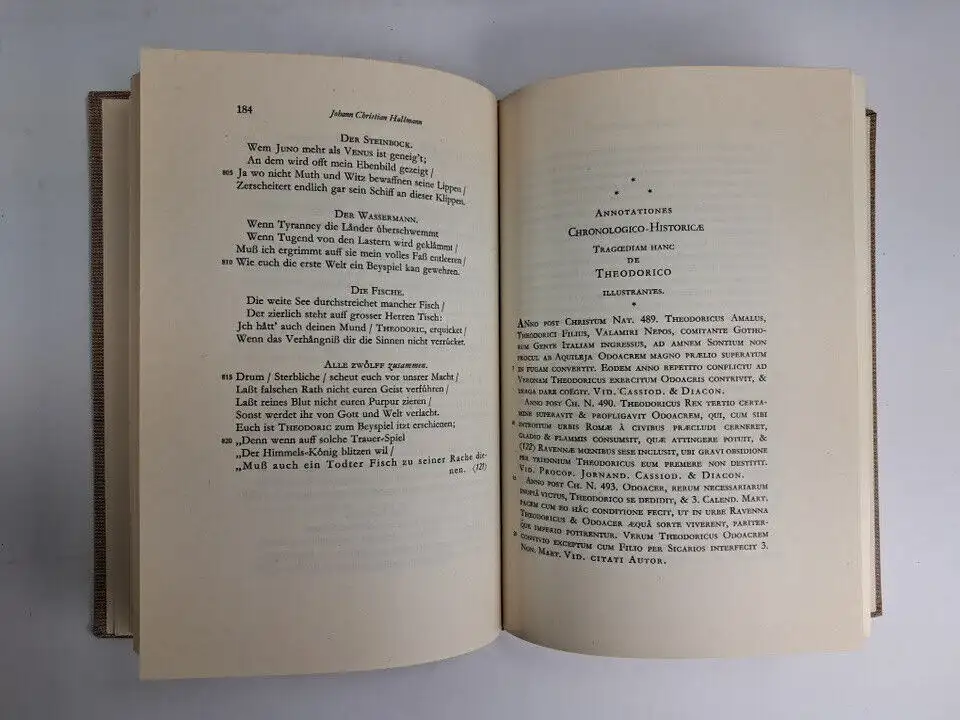 184
Johann Christian Hallmann
Der Steinbock.
Wem Juno mehr als Venus ist geneig't;
An dem wird offt mein Ebenbild gezeigt /
805 Ja wo nicht Muth und Witz bewaffnen seine Lippen /
Zerscheitert endlich gar sein Schiff an dieser Klippen.
Der Wassermann.
Wenn Tyranney die Länder überschwemmt
Wenn Tugend von den Lastern wird geklämmt /
Muß ich ergrimmt auff sie mein volles Faß entleeren /
810 Wie euch die erste Welt ein Beyspiel kan gewehren.
Die Fische.
Die weite See durchstreichet mancher Fisch /
Der zierlich steht auff grosser Herren Tisch:
Jch hätt' auch deinen Mund / Theodoric, erquicket /
Wenn das Verhängniß dir die Sinnen nicht verrücket.
Alle zwölff zusammen.
815 Drum / Sterbliche / scheut euch vor unsrer Macht /
Laßt falschen Rath nicht euren Geist verführen /
Laßt reines Blut nicht euren Purpur zieren /
Sonst werdet ihr von Gott und Welt verlacht.
Euch ist Theodoric zum Beyspiel itzt erschienen;
820 „Denn wenn auff solche Trauer-Spiel
„Der Himmels-König blitzen wil /
„Muß auch ein Todter Fisch zu seiner Rache die-
nen. (121)
* * *
Annotationes
Chronologico-Historicæ
Tragœdiam hanc
de
Theodorico
illustrantes.
*
Anno post Christum Nat. 489. Theodoricus Amalus,
Theodorici Filius, Valamiri Nepos, comitante Gotho-
rum Gente Italiam ingressus, ad amnem Sontium non
procul ab Aquileja Odoacrem magno prælio superatum
5 in fugam convertit. Eodem anno repetito conflictu ad
Veronam Theodoricus exercitum Odoacris contrivit, &
fnaga dare coëgit. Vid. Cassiod. & Diacon.
Anno post Ch. N. 490. Theodoricus Rex tertio certa-
mine superavit & profligavit Odoacrem, qui, cum sibi
introitum urbis Romæ à civibus præcludi cerneret,
gladio & flammis consumsit, quæ attingere potuit, &
(122) Ravennæ mœnibus sese inclusit, ubi gravi obsidione
per triennium Theodoricus eum premere non destitit.
Vid. Procop. Jornand. Cassiod. & Diacon.
15 Anno post Ch. N. 493. Odoacer, rerum necessariarum
inopiâ victus, Theodorico se dedidit, & 3. Calend. Mart.
pacem cum eo hâc conditione fecit, ut in urbe Ravenna
Theodoricus & Odoacer æquâ sorte viverent, pariter-
que imperio potirentur. Verum Theodoricus Odoacrem
20 convivio exceptum cum Filio per Sicarios interfecit 3.
Non. Mart. Vid. citati Autor.